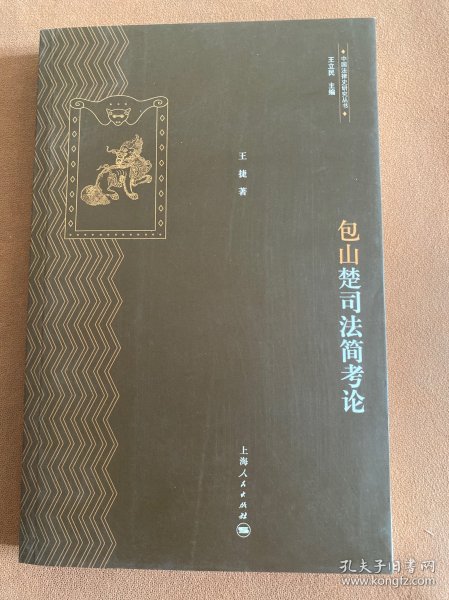 中国法律史研究丛书
王立民 主编
包山楚司法简考论
王捷 著
上海人民出版社
孔夫子旧书网
www.kongfz.com